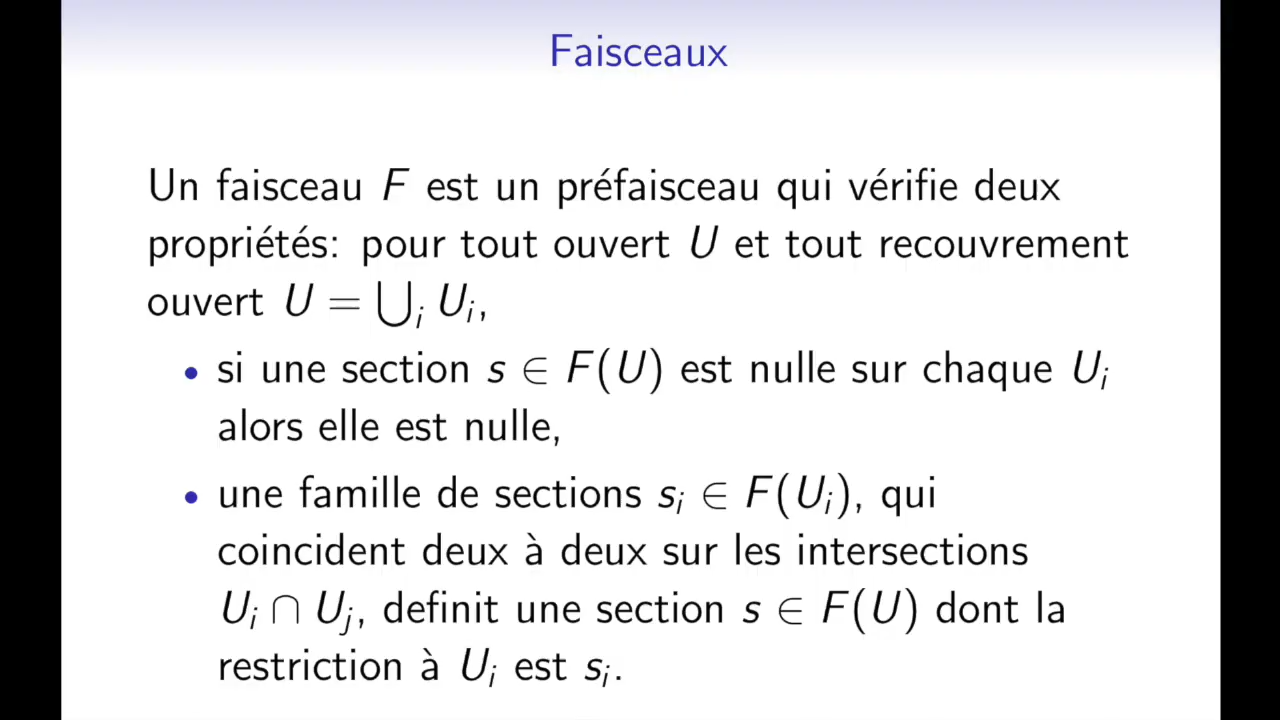 Faisceaux
Un faisceau F est un préfaisceau qui vérifie deux
propriétés: pour tout ouvert U et tout recouvrement
ouvert U = ⋃ᵢ Uᵢ,
• si une section s ∈ F(U) est nulle sur chaque Uᵢ
alors elle est nulle,
• une famille de sections sᵢ ∈ F(Uᵢ), qui
coincident deux à deux sur les intersections
Uᵢ ∩ Uⱼ, definit une section s ∈ F(U) dont la
restriction à Uᵢ est sᵢ.